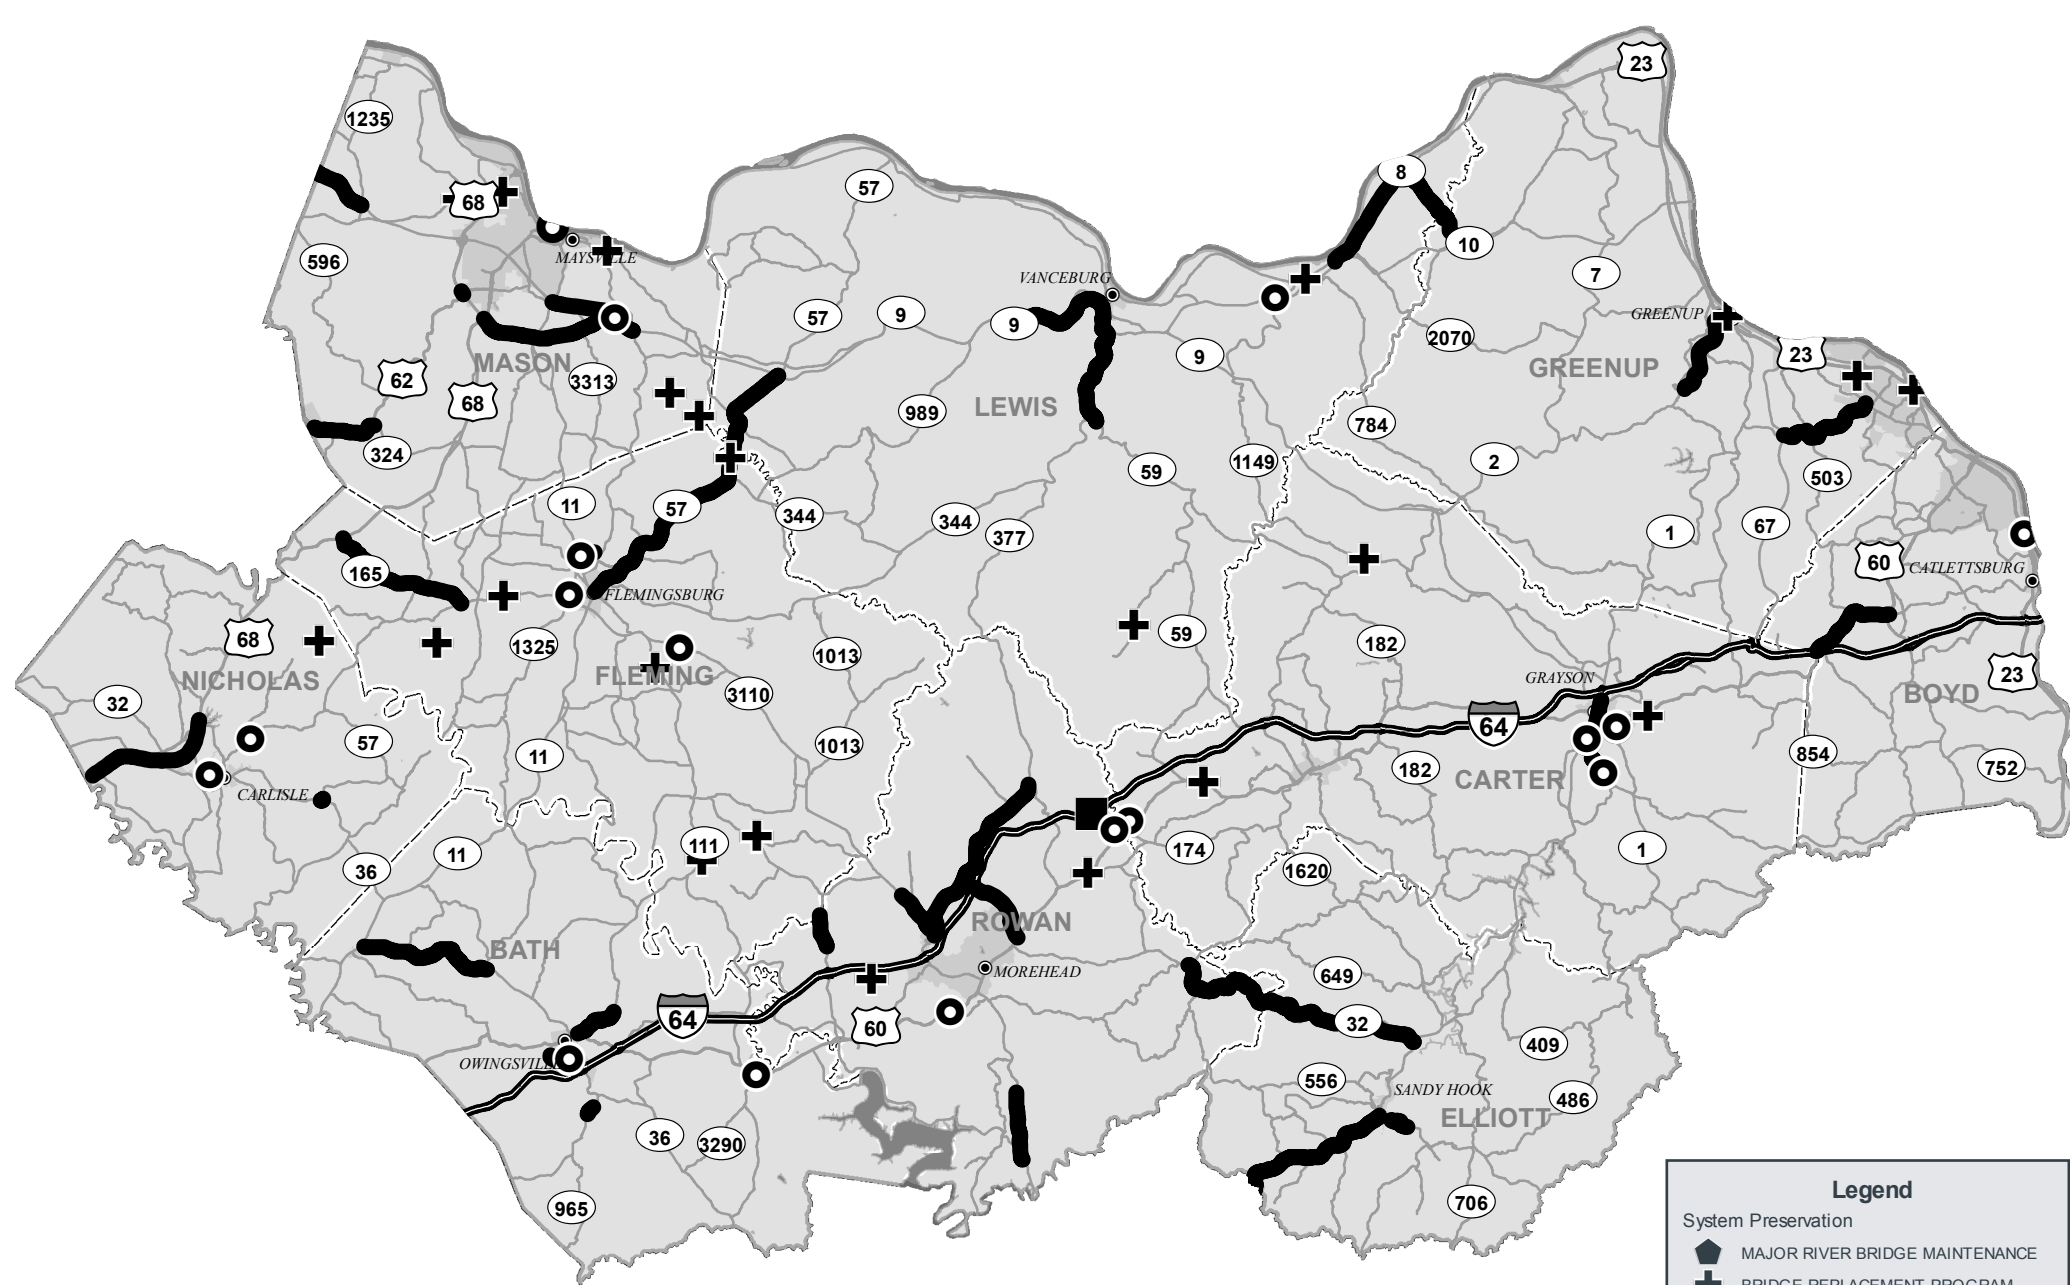 23
1235
8
57
68
10
MAYSVILLE
596
7
VANCEBURG
57
9
9
GREENUP
2070
23
9
MASON
GREENUP
62
3313
68
LEWIS
989
784
324
59
1149
2
503
11
57
344
344
377
1
67
60
CATLETTSBURG
165
FLEMINGSBURG
68
1325
59
182
1013
NICHOLAS
FLEMING
3110
GRAYSON
23
BOYD
32
64
57
11
1013
854
752
182
CARTER
CARLISLE
111
174
1
11
36
1620
ROWAN
BATH
MOREHEAD
649
64
60
32
409
OWINGSVILLE
556
SANDY HOOK
486
ELLIOTT
36
3290
965
706
Legend
System Preservation
MAJOR RIVER BRIDGE MAINTENANCE
BRIDGE REPLACEMENT PROGRAM